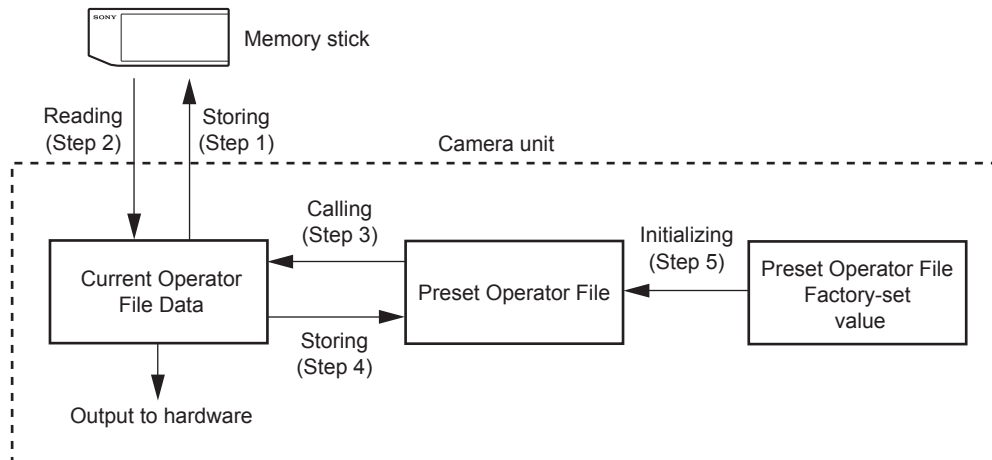 SONY
Memory stick
Reading
(Step 2)
Storing
(Step 1)
Camera unit
Calling
(Step 3)
Initializing
(Step 5)
Current Operator
File Data
Preset Operator File
Preset Operator File
Factory-set
value
Storing
(Step 4)
Output to hardware